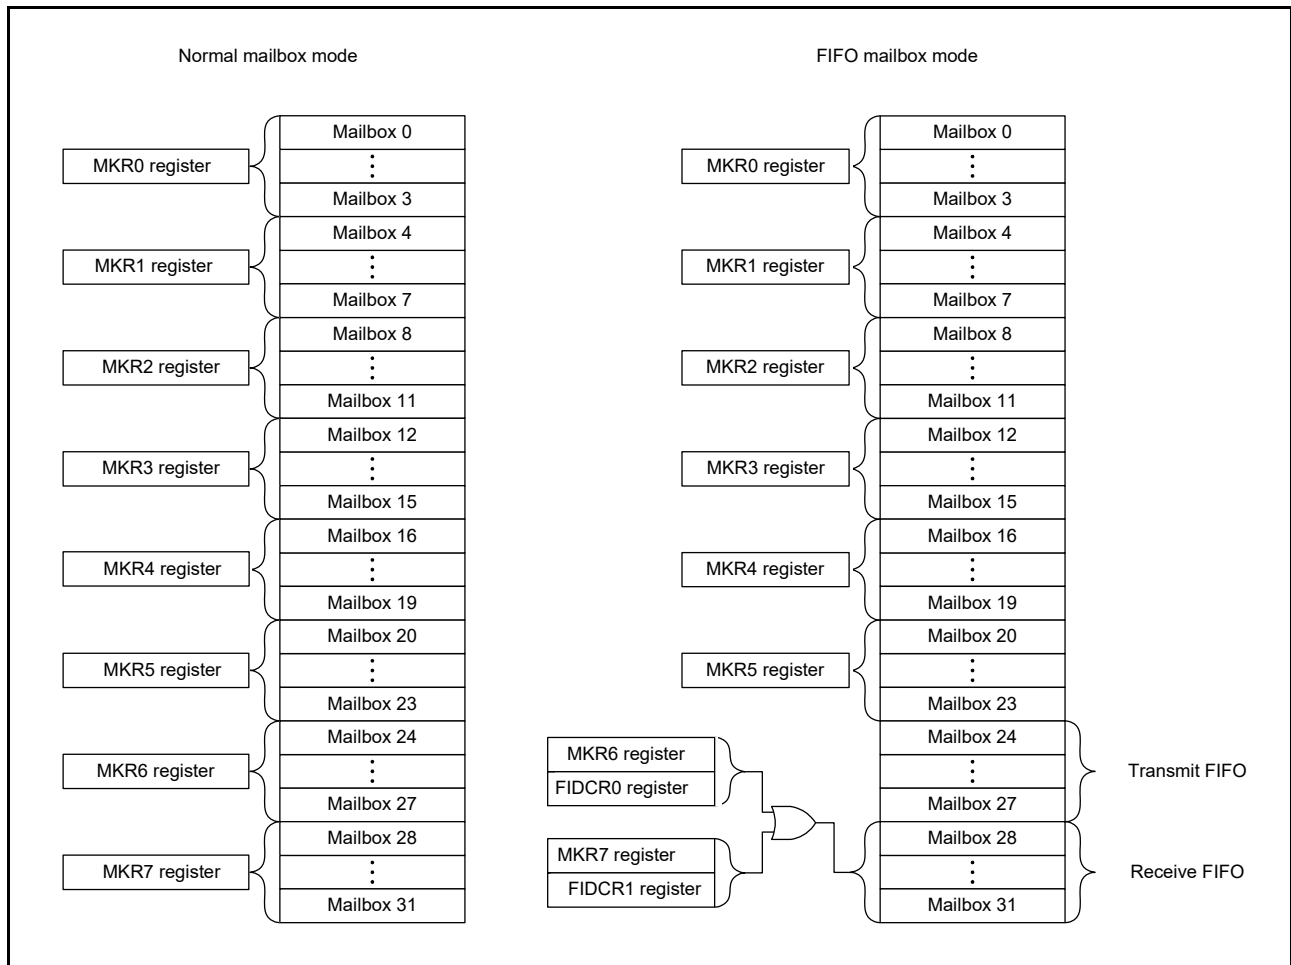 Normal mailbox mode
MKR0 register
Mailbox 0
Mailbox 3
MKR1 register
Mailbox 4
Mailbox 7
MKR2 register
Mailbox 8
Mailbox 11
MKR3 register
Mailbox 12
Mailbox 15
MKR4 register
Mailbox 16
Mailbox 19
MKR5 register
Mailbox 20
Mailbox 23
MKR6 register
Mailbox 24
Mailbox 27
MKR7 register
Mailbox 28
Mailbox 31
FIFO mailbox mode
MKR0 register
Mailbox 0
Mailbox 3
MKR1 register
Mailbox 4
Mailbox 7
MKR2 register
Mailbox 8
Mailbox 11
MKR3 register
Mailbox 12
Mailbox 15
MKR4 register
Mailbox 16
Mailbox 19
MKR5 register
Mailbox 20
Mailbox 23
MKR6 register
FIDCR0 register
Mailbox 24
Mailbox 27
Transmit FIFO
MKR7 register
FIDCR1 register
Mailbox 28
Mailbox 31
Receive FIFO